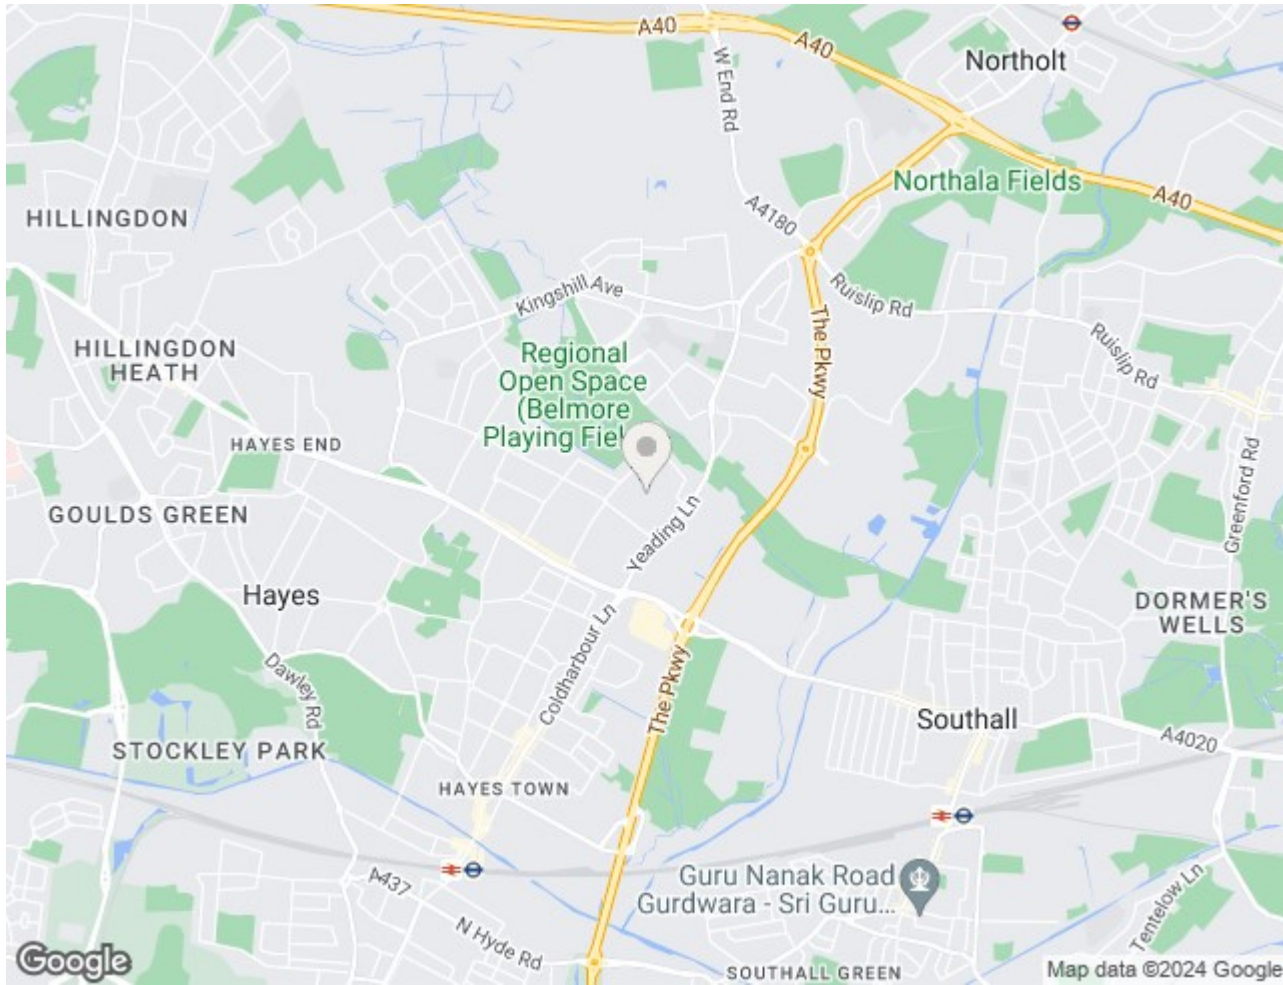 A40
A40
Northolt
W End Rd
Northala Fields
A40
HILLINGDON
A4180
Kingshill Ave
Ruislip Rd
The Pkwy
Ruislip Rd
HILLINGDON
HEATH
Regional
Open Space
(Belmore
Playing Fiel
HAYES END
Greenford Rd
GOULDS GREEN
Yeading Ln
Hayes
Coldharbour Ln
DORMER'S
WELLS
The Pkwy
Dawley Rd
Southall
A4020
STOCKLEY PARK
HAYES TOWN
Guru Nanak Road
Gurdwara - Sri Guru...
A437
N Hyde Rd
Tentelow Ln
Google
SOUTHALL GREEN
Map data ©2024 Google